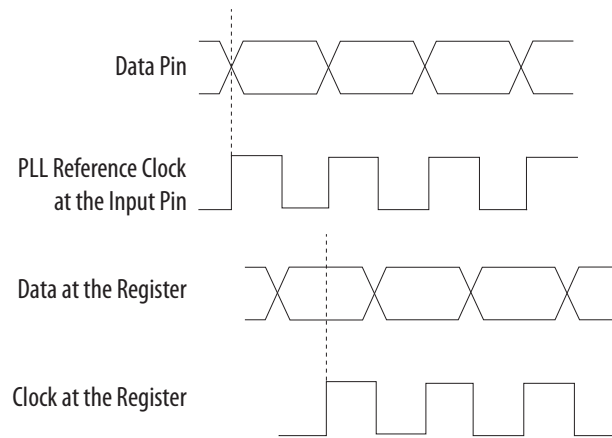 Data Pin
PLL Reference Clock
at the Input Pin
Data at the Register
Clock at the Register